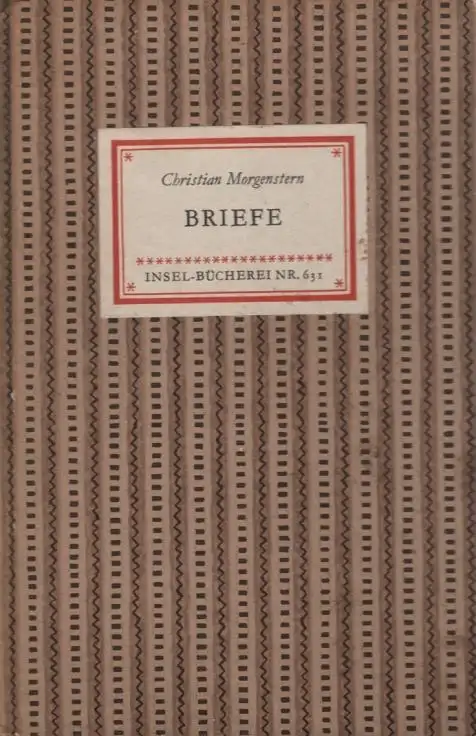 Christian Morgenstern
BRIEFE
INSEL-BÜCHEREI NR. 631